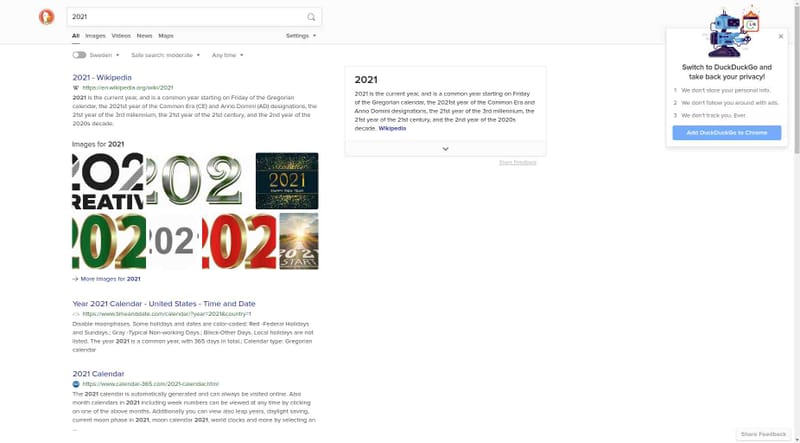 2021
All Images Videos News Maps Settings
Sweden Safe search: moderate Any time
2021 - Wikipedia
https://en.wikipedia.org/wiki/2021
2021 is the current year, and is a common year starting on Friday of the Gregorian
calendar, the 2021st year of the Common Era (CE) and Anno Domini (AD) designations, the
21st year of the 3rd millennium, the 21st year of the 21st century, and the 2nd year of the
2020s decade.
Images for 2021
202
REATIV
202
2021
HAPPY NEW YEAR
202
202
202
202
START
More Images for 2021
Year 2021 Calendar - United States - Time and Date
https://www.timeanddate.com/calendar/?year=2021&country=1
Disable moonphases. Some holidays and dates are color-coded: Red -Federal Holidays
and Sundays.; Gray -Typical Non-working Days.; Black-Other Days. Local holidays are not
listed. The year 2021 is a common year, with 365 days in total.; Calendar type: Gregorian
calendar
2021 Calendar
https://www.calendar-365.com/2021-calendar.html
The 2021 calendar is automatically generated and can always be visited online. Also
month calendars in 2021 including week numbers can be viewed at any time by clicking
on one of the above months. Additionally you can view also leap years, daylight saving,
current moon phase in 2021, moon calendar 2021, world clocks and more by selecting an
...
2021
2021 is the current year, and is a common year starting on Friday of
the Gregorian calendar, the 2021st year of the Common Era and
Anno Domini designations, the 21st year of the 3rd millennium, the
21st year of the 21st century, and the 2nd year of the 2020s
decade. Wikipedia
Share Feedback
Switch to DuckDuckGo and
take back your privacy!
1 We don't store your personal info.
2 We don't follow you around with ads.
3 We don't track you. Ever.
Add DuckDuckGo to Chrome
Share Feedback